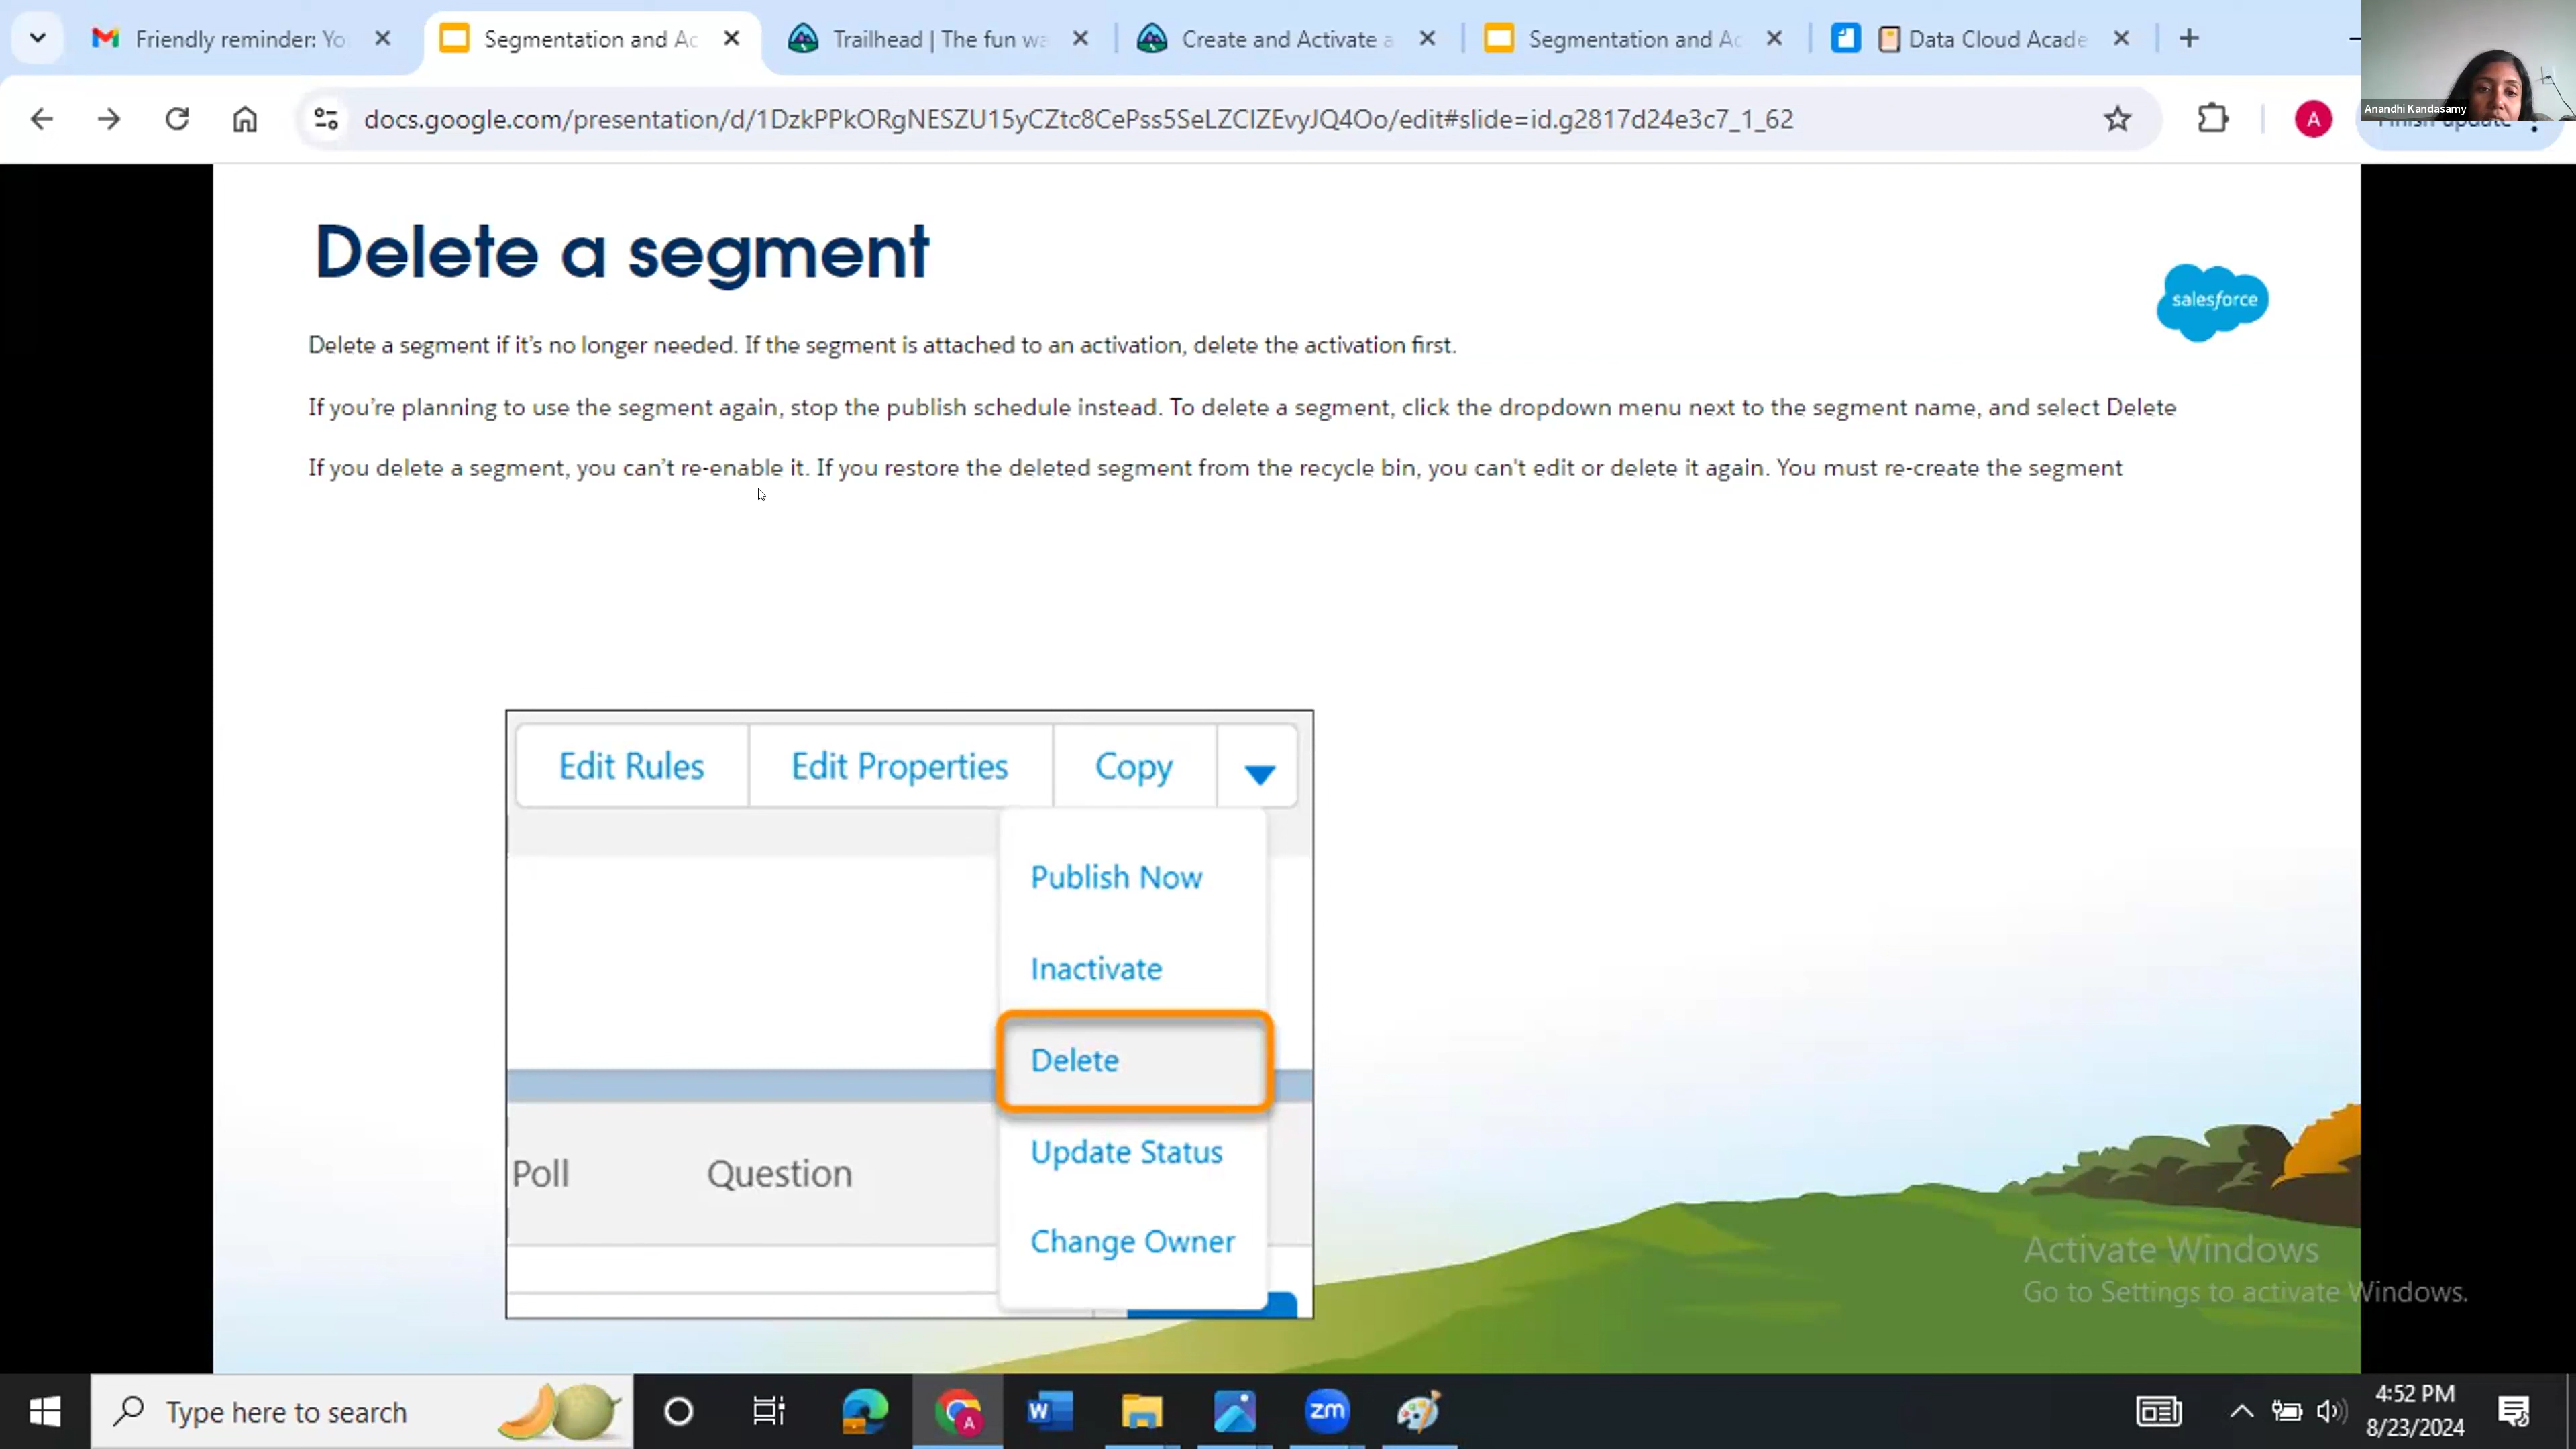 Friendly reminder: Yo
Segmentation and Ac
Trailhead | The fun wa
Create and Activate a
Segmentation and Ac
Data Cloud Acade
docs.google.com/presentation/d/1DzkPPkORgNESZU15yCZtc8CePss5SeLZCIZEvyJQ4Oo/edit#slide=id.g2817d24e3c7_1_62
A
Anandhi Kandasamy
Delete a segment
salesforce
Delete a segment if it's no longer needed. If the segment is attached to an activation, delete the activation first.
If you're planning to use the segment again, stop the publish schedule instead. To delete a segment, click the dropdown menu next to the segment name, and select Delete
If you delete a segment, you can't re-enable it. If you restore the deleted segment from the recycle bin, you can't edit or delete it again. You must re-create the segment
Edit Rules
Edit Properties
Copy
Publish Now
Inactivate
Delete
Update Status
Change Owner
Poll
Question
Activate Windows
Go to Settings to activate Windows.
Type here to search
A
W
zm
4:52 PM
8/23/2024